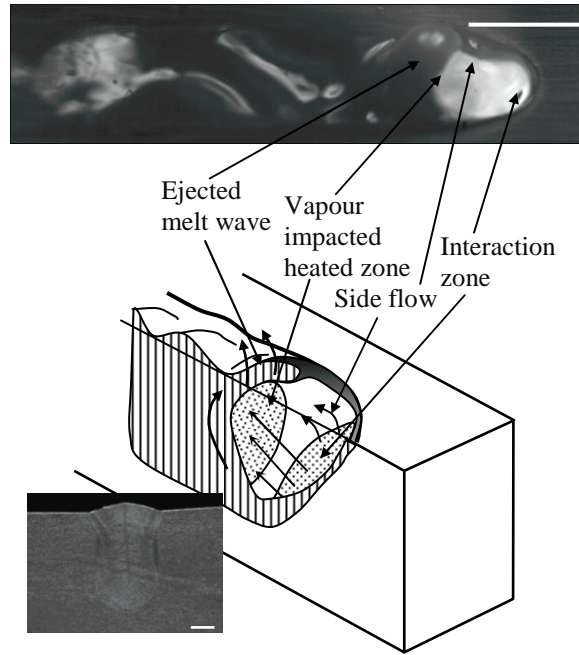 Ejected
melt wave
Vapour
impacted
heated zone
Side flow
Interaction
zone